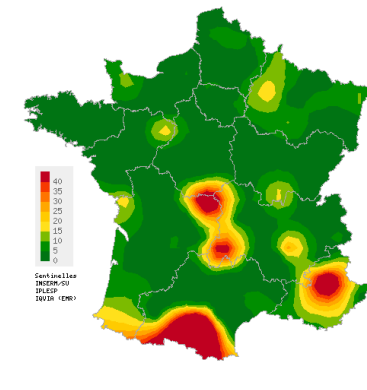 40
35
30
25
20
15
10
5
0
Sentinelles
INSERM/SU
IPLESP
IQVIA (EMR)